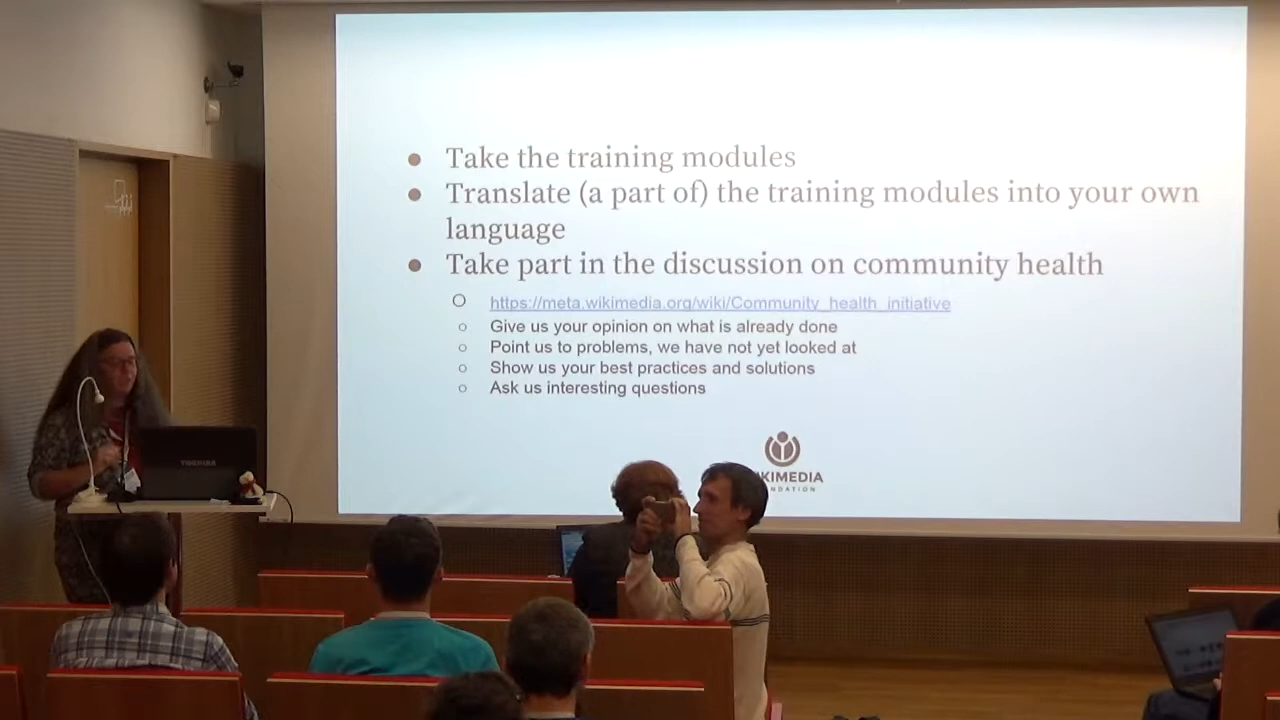 Take the training modules
Translate (a part of) the training modules into your own
language
Take part in the discussion on community health
https://meta.wikimedia.org/wiki/Community_health_initiative
Give us your opinion on what is already done
Point us to problems, we have not yet looked at
Show us your best practices and solutions
Ask us interesting questions
KIMEDIA
NDATION
TOSHIBA